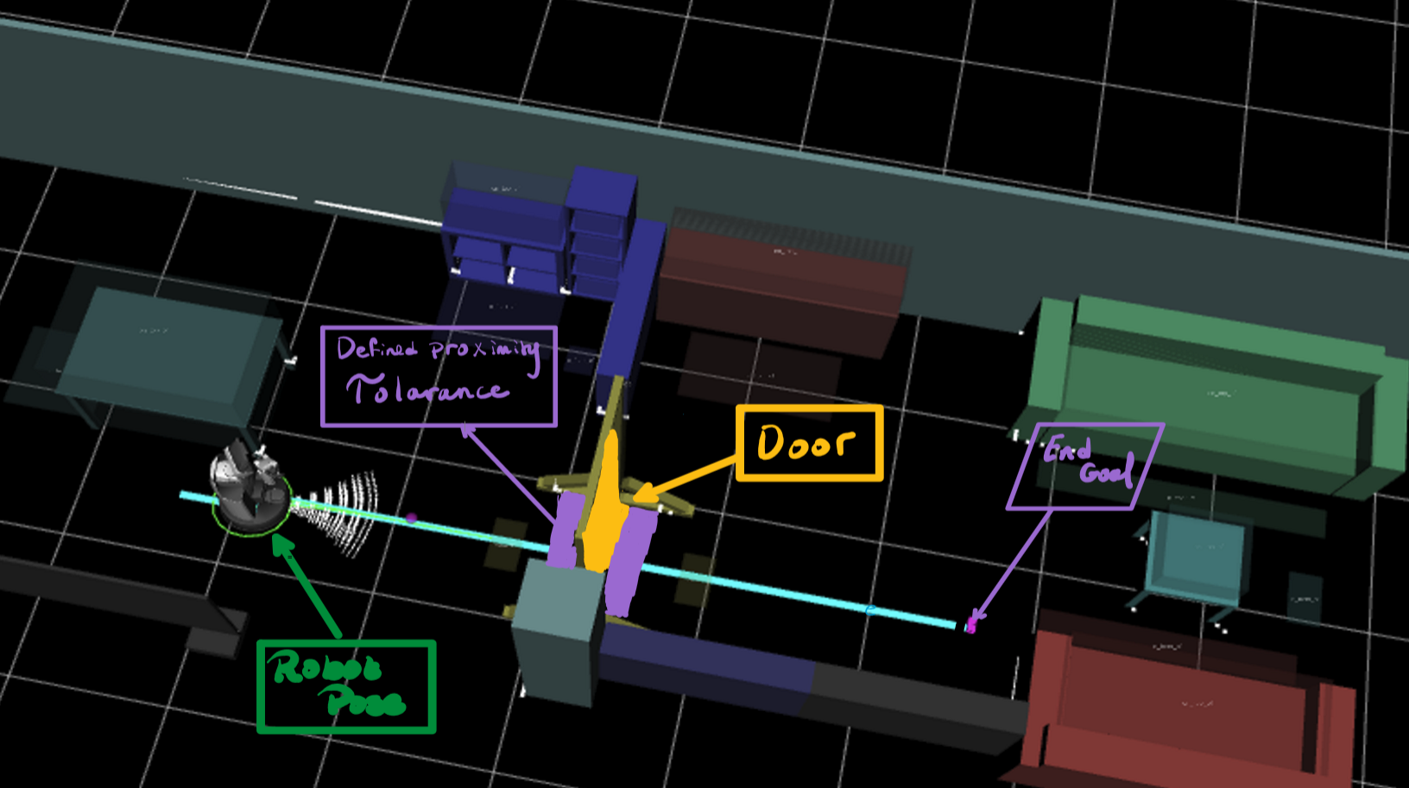 Defined proximity
Tolarance
Door
End
Goal
Robot
Pose